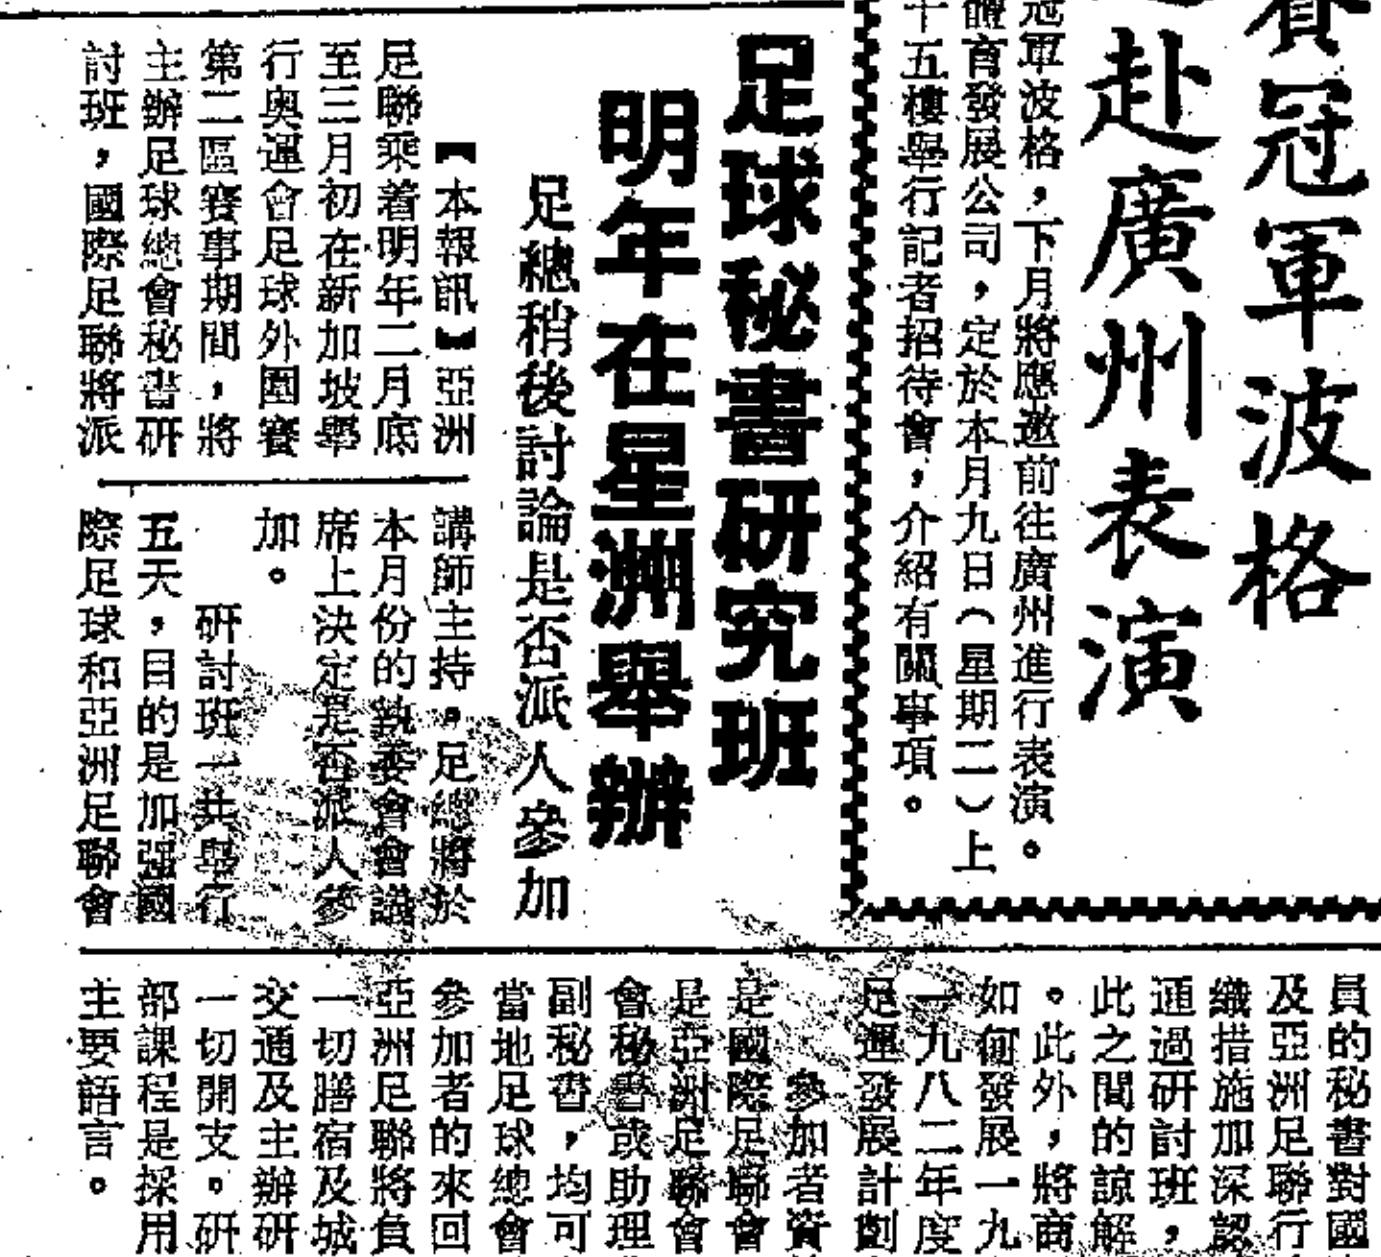 賽冠軍波格
赴廣州表演
冠軍波格,下月將應邀前往廣州進行表演。
體育發展公司,定於本月九日(星期二)上
十五樓舉行記者招待會,介紹有關事項。
足球秘書研究班
明年在星洲舉辦
足總稍後討論是否派人參加
【本報訊】亞洲
足聯乘着明年二月底
至三月初在新加坡舉
行奧運會足球外圍賽
第二區賽事期間,將
主辦足球總會秘書研
討班,國際足聯將派
講師主持。足總將於
本月份的執委會會議
席上決定是否派人參
加。
研討班一共舉行
五天,目的是加强國
際足球和亞洲足聯會
員的秘書對國
及亞洲足聯行
織措施加深認
通過研討班,
此之間的諒解
。此外,將商
如何發展一九
一九八二年度
足運發展計劃
參加者資
是國際足聯會
是亞洲足聯會
會秘書或助理
副秘書,均可
當地足球總會
參加者的來回
亞洲足聯將負
一切膳宿及城
交通及主辦研
一切開支。研
部課程是採用
主要語言。